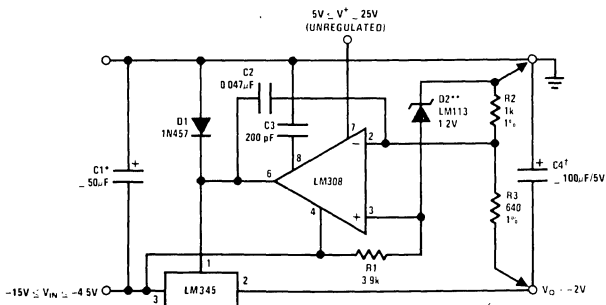 5V ≤ V⁺ ≤ 25V
(UNREGULATED)
C2
0 047µF
D2**
LM113
1 2V
R2
1k
1%
D1
1N457
C3
200 pF
7
2
−
8
C1*
+
_ 50µF
6
LM308
C4†
+
_ 100µF/5V
R3
640
1%
4
+
3
R1
3 9k
1
-15V ≤ VIN ≤ -4 5V
3
LM345
2
VO - -2V